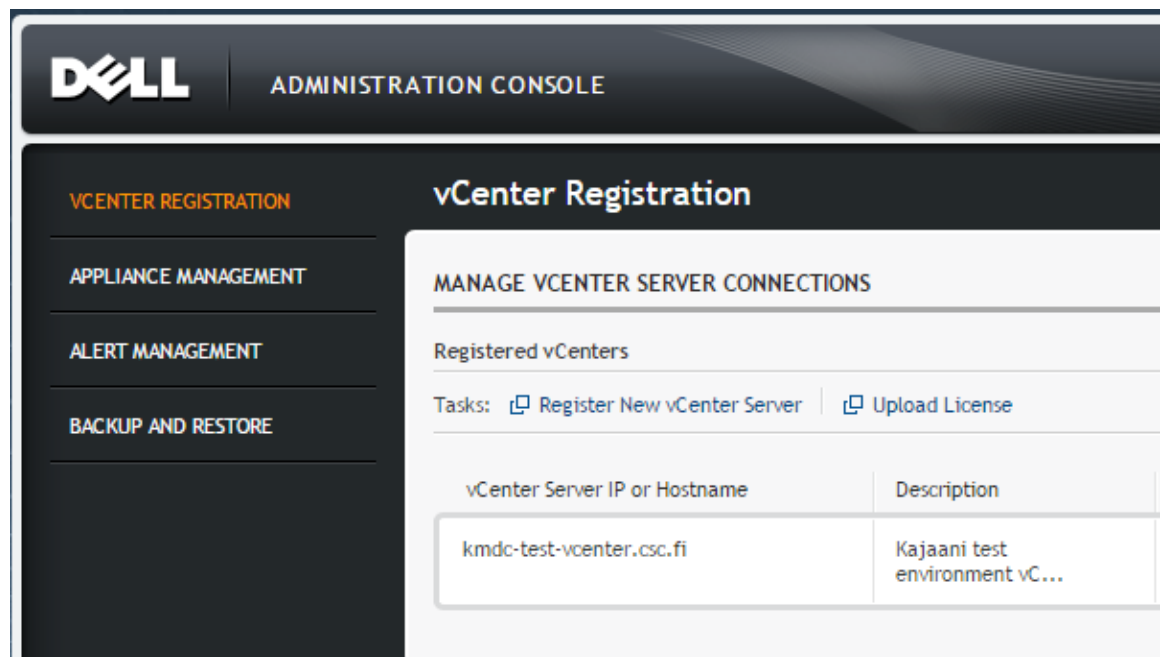 DELL
ADMINISTRATION CONSOLE
VCENTER REGISTRATION
APPLIANCE MANAGEMENT
ALERT MANAGEMENT
BACKUP AND RESTORE
vCenter Registration
MANAGE VCENTER SERVER CONNECTIONS
Registered vCenters
Tasks: Register New vCenter Server Upload License
vCenter Server IP or Hostname Description
kmdc-test-vcenter.csc.fi Kajaani test
environment vC...